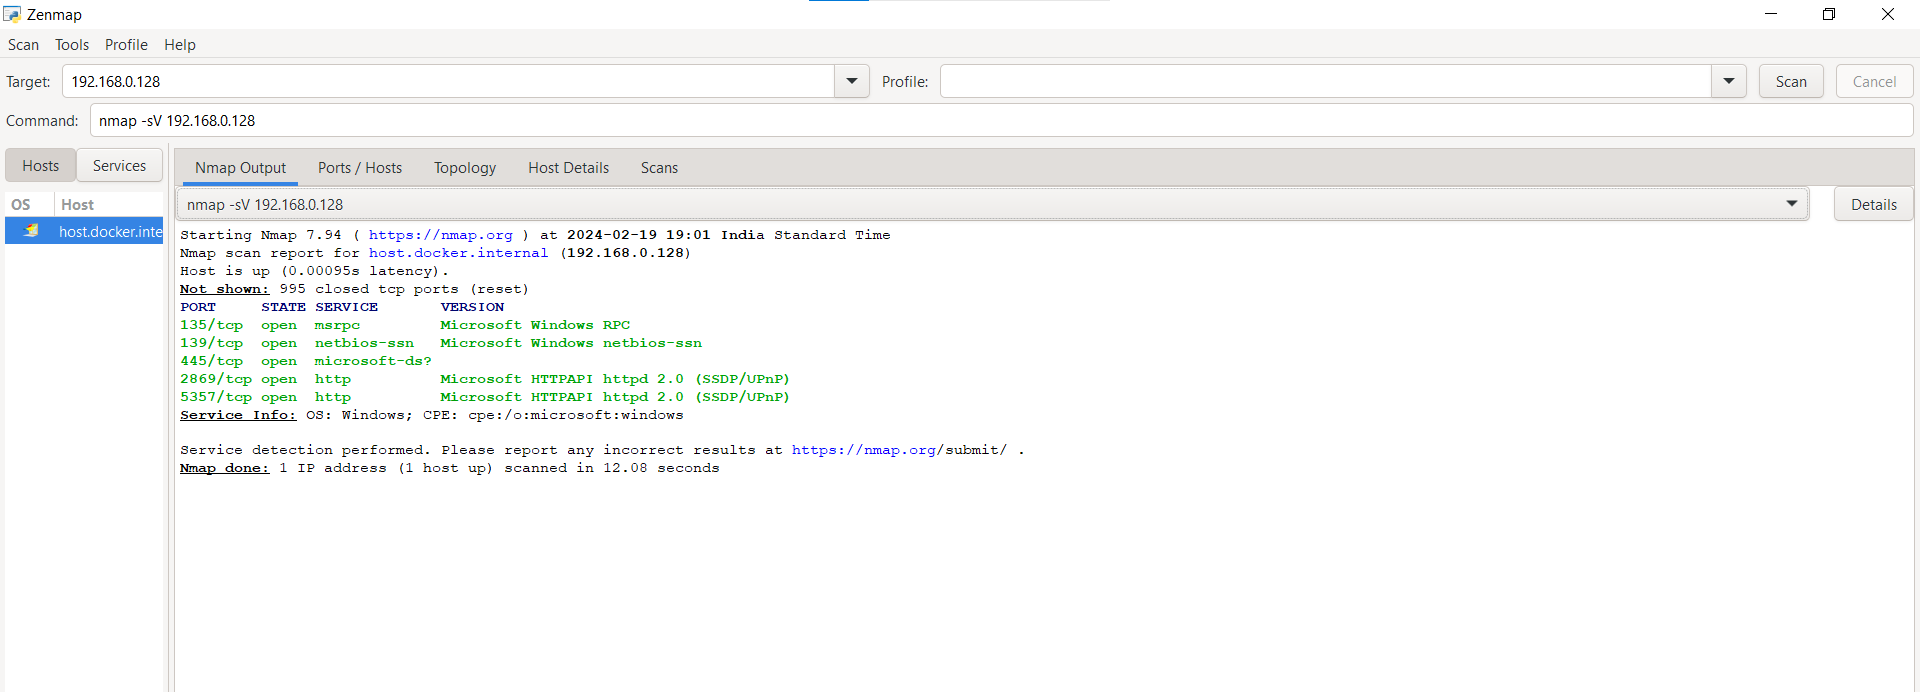 Zenmap
Scan Tools Profile Help
Target: 192.168.0.128 Profile: Scan Cancel
Command: nmap -sV 192.168.0.128
Hosts Services Nmap Output Ports / Hosts Topology Host Details Scans
OS Host
host.docker.inte
nmap -sV 192.168.0.128 Details
Starting Nmap 7.94 ( https://nmap.org ) at 2024-02-19 19:01 India Standard Time
Nmap scan report for host.docker.internal (192.168.0.128)
Host is up (0.00095s latency).
Not shown: 995 closed tcp ports (reset)
PORT STATE SERVICE VERSION
135/tcp open msrpc Microsoft Windows RPC
139/tcp open netbios-ssn Microsoft Windows netbios-ssn
445/tcp open microsoft-ds?
2869/tcp open http Microsoft HTTPAPI httpd 2.0 (SSDP/UPnP)
5357/tcp open http Microsoft HTTPAPI httpd 2.0 (SSDP/UPnP)
Service Info: OS: Windows; CPE: cpe:/o:microsoft:windows
Service detection performed. Please report any incorrect results at https://nmap.org/submit/ .
Nmap done: 1 IP address (1 host up) scanned in 12.08 seconds